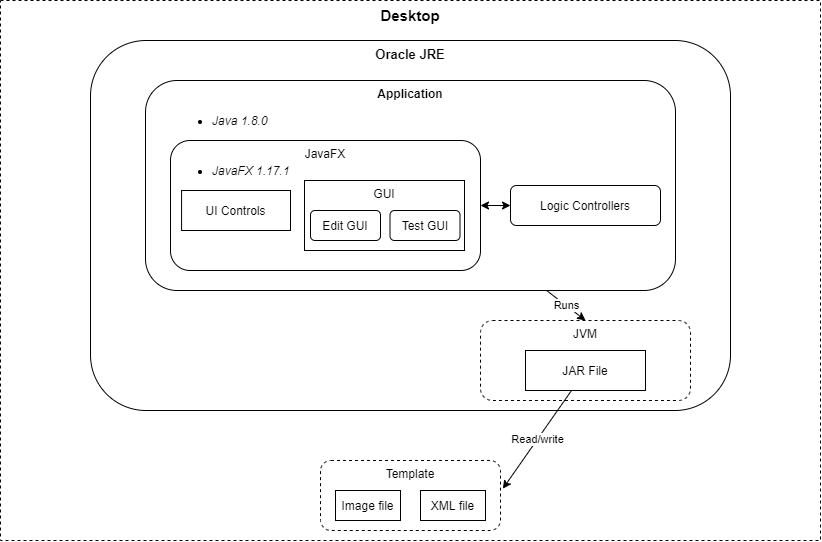 Desktop
Oracle JRE
Application
• Java 1.8.0
JavaFX
• JavaFX 1.17.1
GUI
UI Controls
Edit GUI
Test GUI
Logic Controllers
Runs
JVM
JAR File
Read/write
Template
Image file
XML file